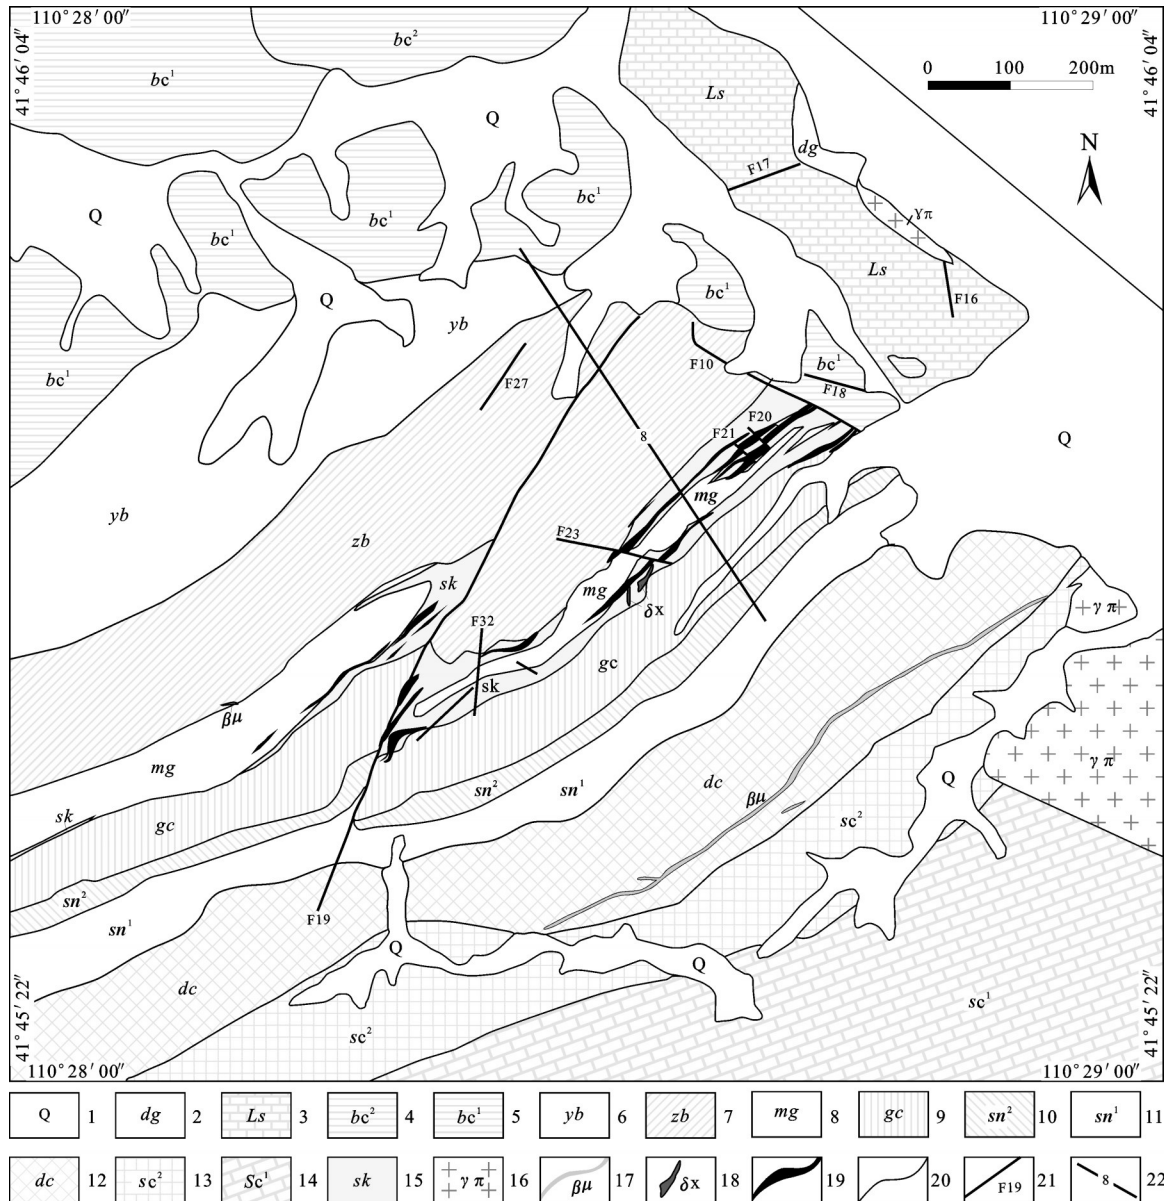 110° 28′ 00″
110° 29′ 00″
41° 46′ 04″
41° 46′ 04″
bc²
bc¹
Ls
0 100 200m
Q
dg
N
F17
Q
bc¹
bc¹
bc¹
γπ
Ls
bc¹
Q
yb
F16
bc¹
F10
bc¹
bc¹
F27
F18
F20
F21
8
Q
mg
yb
zb
F23
sk
mg
δx
γ π
F32
gc
sk
βμ
mg
γ π
sn²
sn¹
dc
βμ
Q
sk
gc
sc²
sn²
F19
sn¹
Q
Q
dc
sc¹
sc²
41° 45′ 22″
41° 45′ 22″
110° 28′ 00″
110° 29′ 00″
Q 1 dg 2 Ls 3 bc² 4 bc¹ 5 yb 6 zb 7 mg 8 gc 9 sn² 10 sn¹ 11
dc 12 sc² 13 Sc¹ 14 sk 15 γ π 16 βμ 17 δx 18 19 20 F19 21 8 22